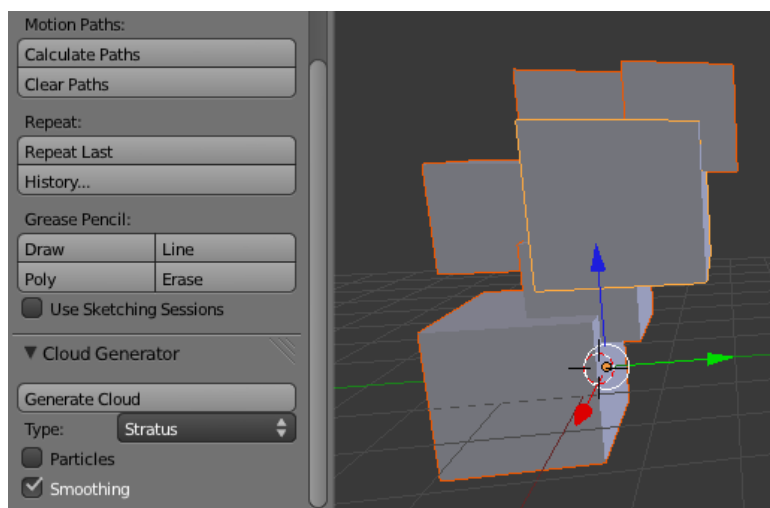 Motion Paths:
Calculate Paths
Clear Paths
Repeat:
Repeat Last
History...
Grease Pencil:
Draw Line
Poly Erase
Use Sketching Sessions
Cloud Generator
Generate Cloud
Type: Stratus
Particles
Smoothing